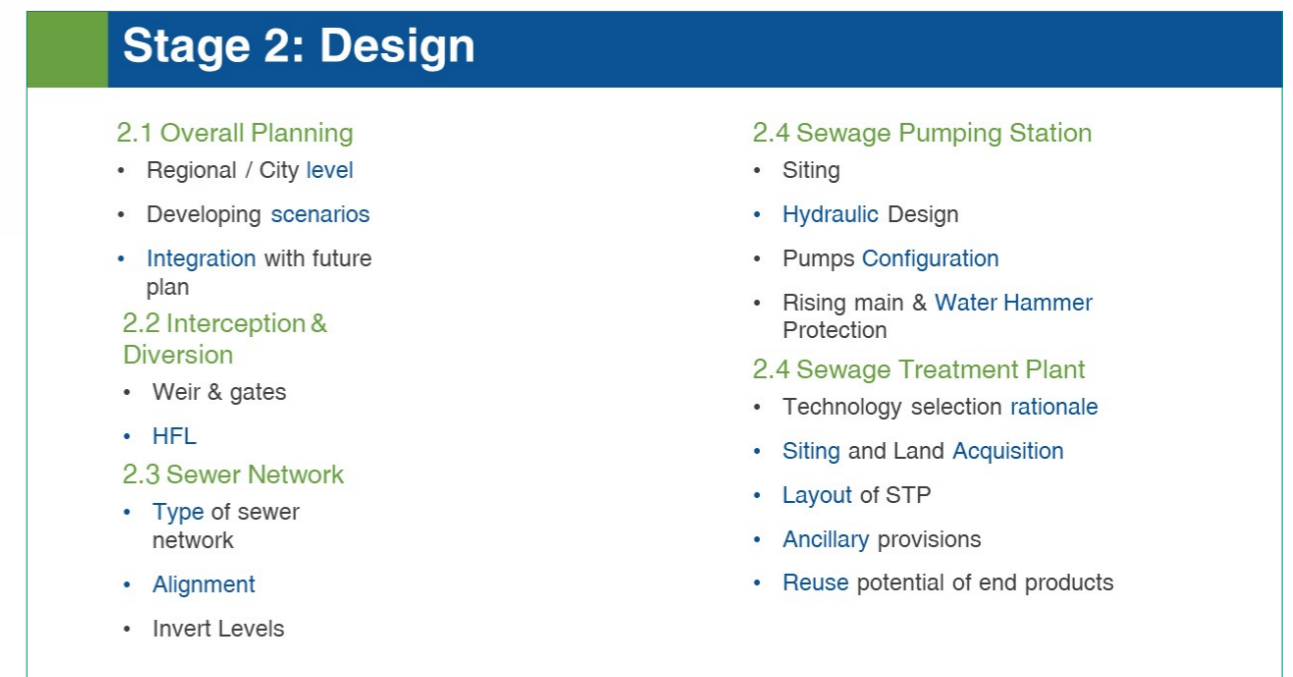 Stage 2: Design
2.1 Overall Planning
• Regional / City level
• Developing scenarios
• Integration with future
plan
2.2 Interception & 
Diversion
• Weir & gates
• HFL
2.3 Sewer Network
• Type of sewer
network
• Alignment
• Invert Levels
2.4 Sewage Pumping Station
• Siting
• Hydraulic Design
• Pumps Configuration
• Rising main & Water Hammer
Protection
2.4 Sewage Treatment Plant
• Technology selection rationale
• Siting and Land Acquisition
• Layout of STP
• Ancillary provisions
• Reuse potential of end products